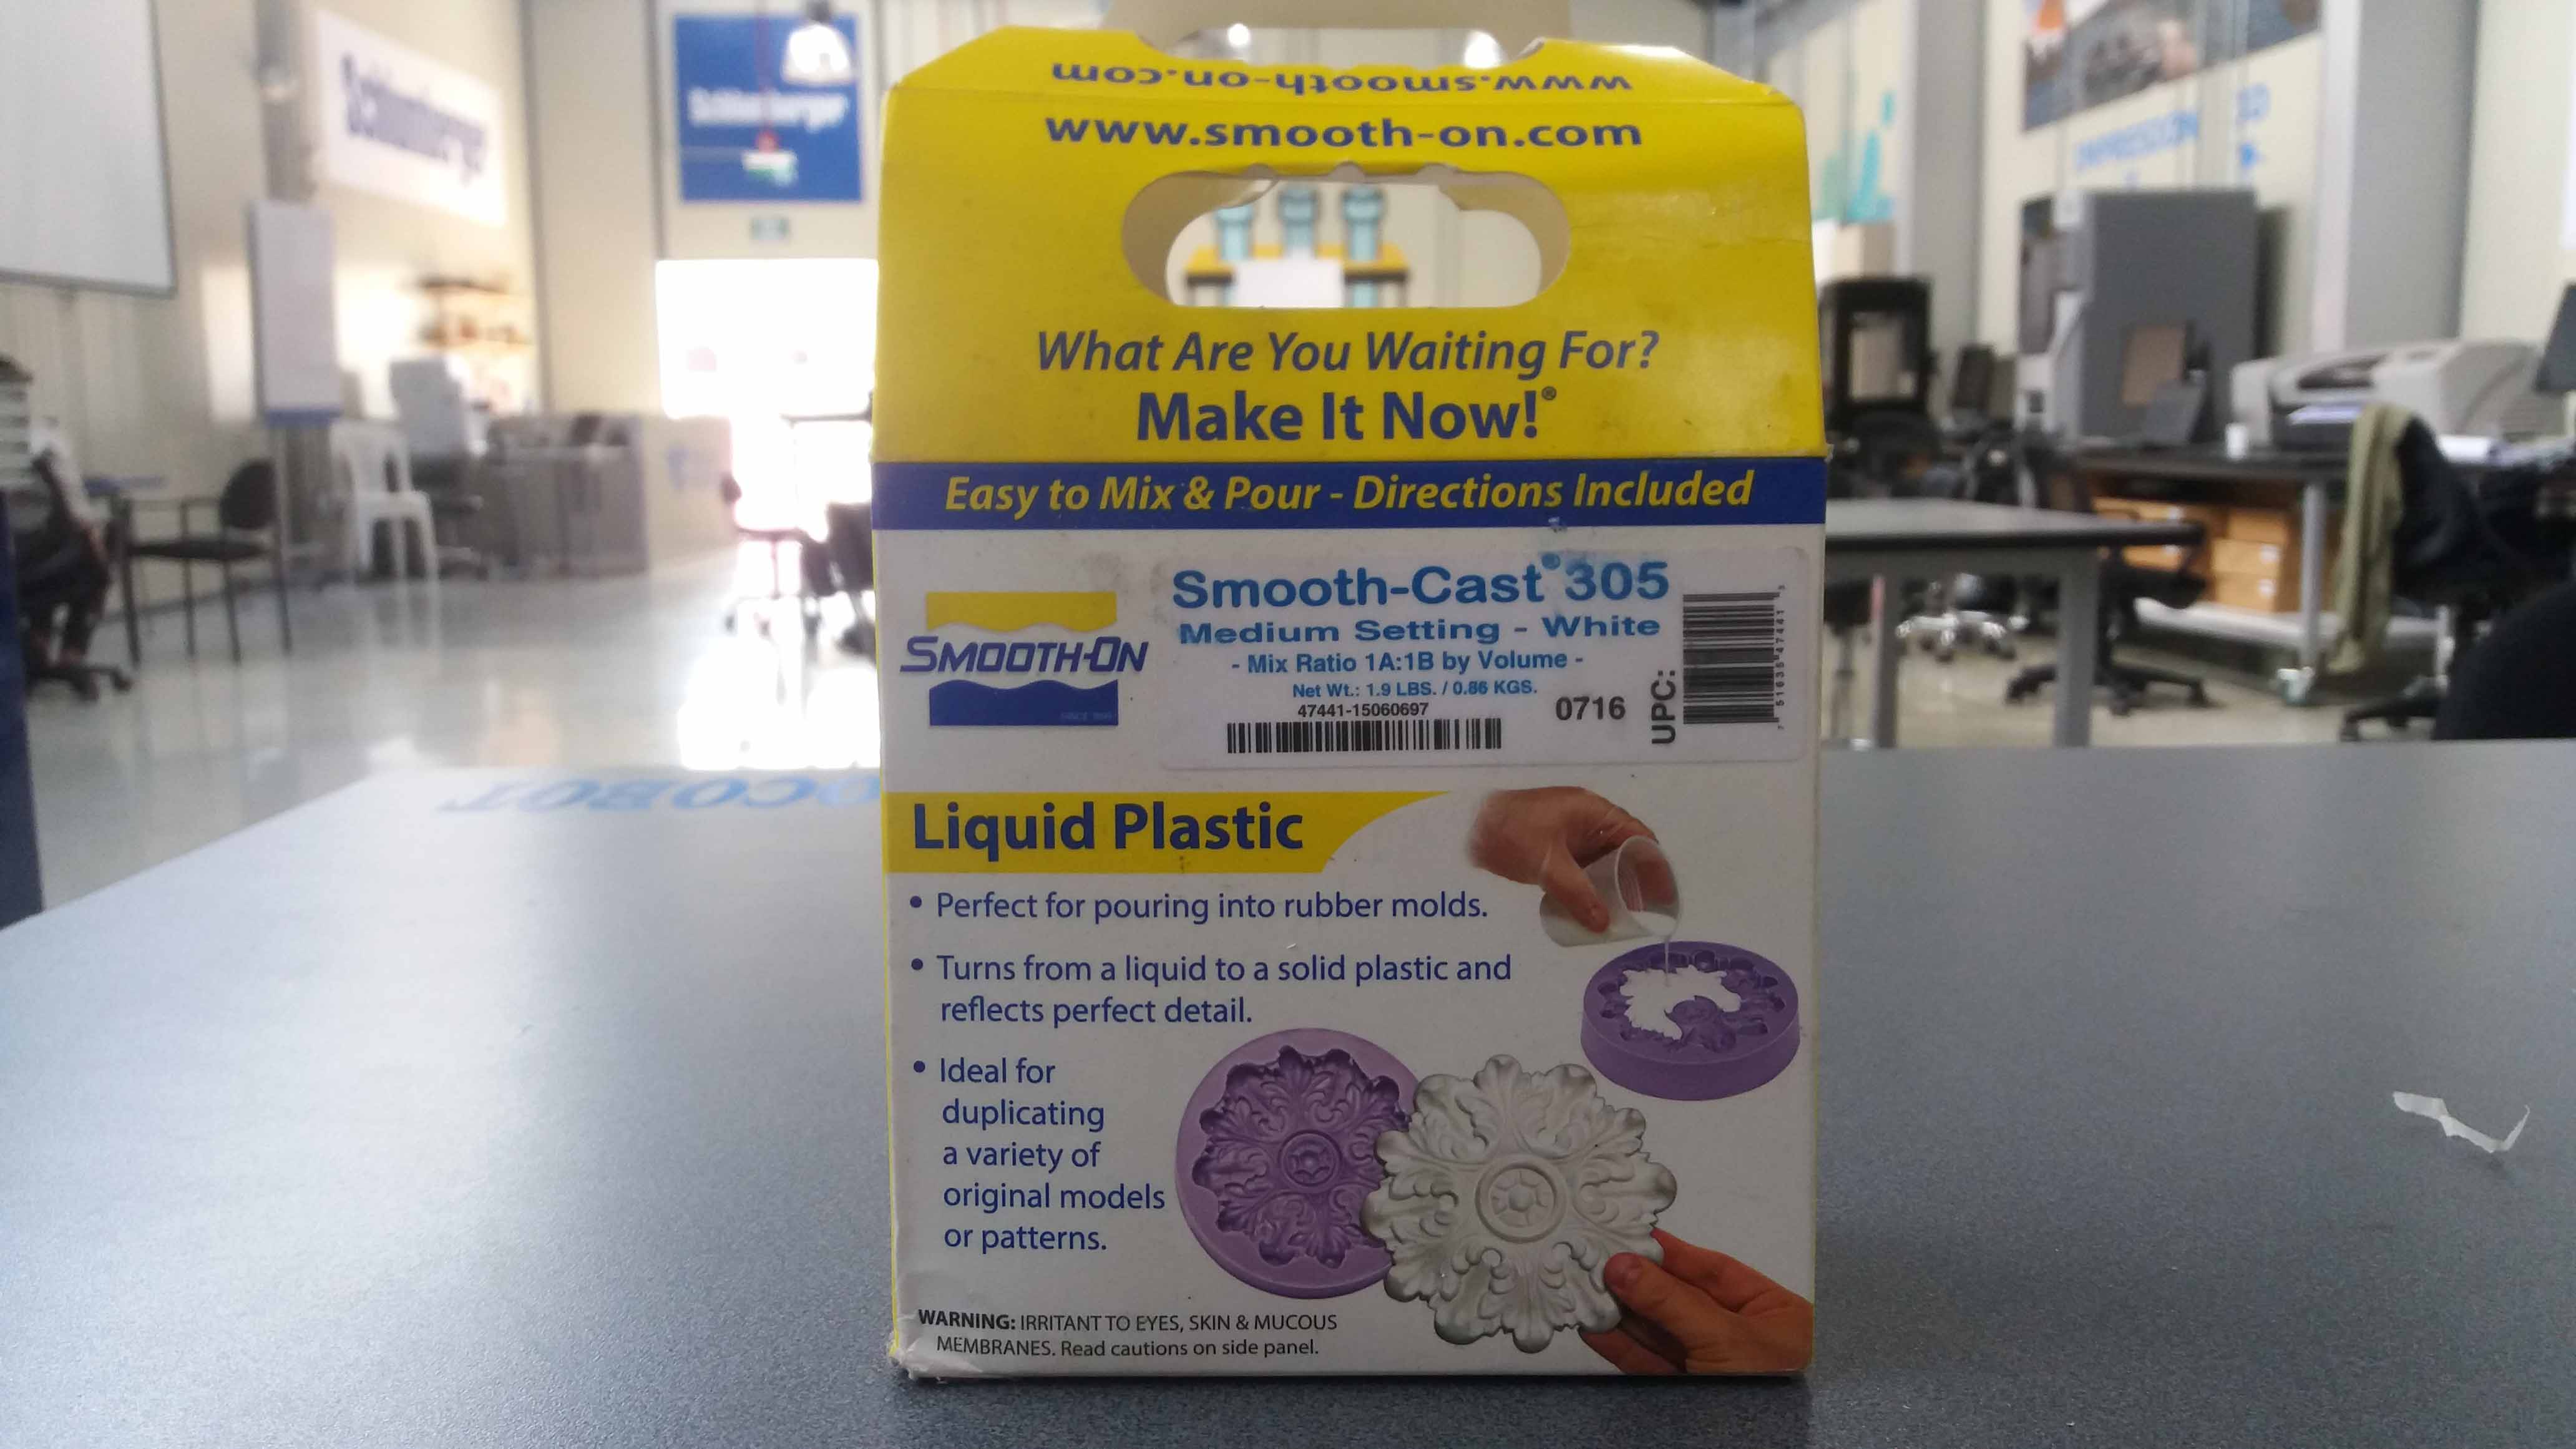 Schlumberger
Schlumberger
www.smooth-on.com
www.smooth-on.com
What Are You Waiting For?
Make It Now!®
Easy to Mix & Pour - Directions Included
SMOOTH-ON
Smooth-Cast® 305
Medium Setting - White
- Mix Ratio 1A:1B by Volume -
Net Wt.: 1.9 LBS. / 0.86 KGS.
47441-15060697
0716
UPC:
Liquid Plastic
• Perfect for pouring into rubber molds.
• Turns from a liquid to a solid plastic and
reflects perfect detail.
• Ideal for
duplicating
a variety of
original models
or patterns.
WARNING: IRRITANT TO EYES, SKIN & MUCOUS
MEMBRANES. Read cautions on side panel.